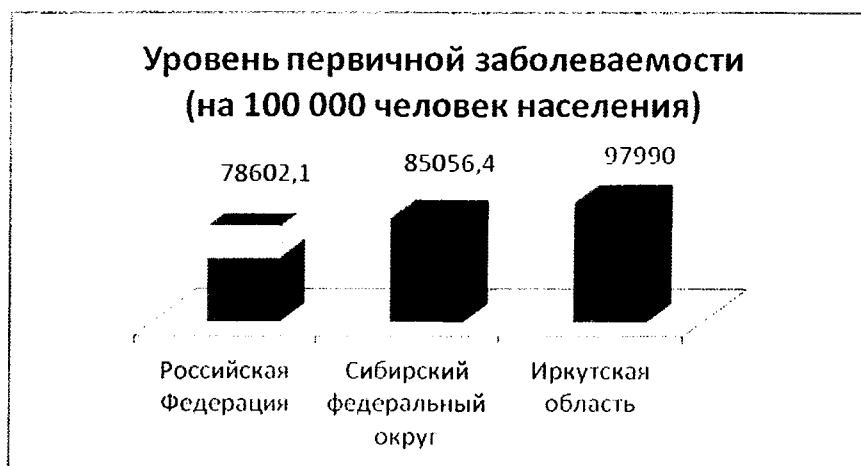 Уровень первичной заболеваемости
(на 100 000 человек населения)
78602,1
85056,4
97990
Российская
Федерация
Сибирский
федеральный
округ
Иркутская
область